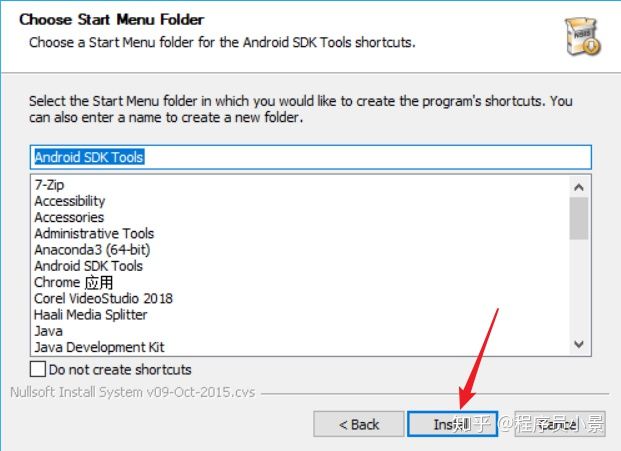 Choose Start Menu Folder
Choose a Start Menu folder for the Android SDK Tools shortcuts.
Select the Start Menu folder in which you would like to create the program's shortcuts. You
can also enter a name to create a new folder.
Android SDK Tools
7-Zip
Accessibility
Accessories
Administrative Tools
Anaconda3 (64-bit)
Android SDK Tools
Chrome 应用
Corel VideoStudio 2018
Haali Media Splitter
Java
Java Development Kit
Do not create shortcuts
Nullsoft Install System v09-Oct-2015.cvs
< Back
Install
Cancel
知乎 @程序员小景